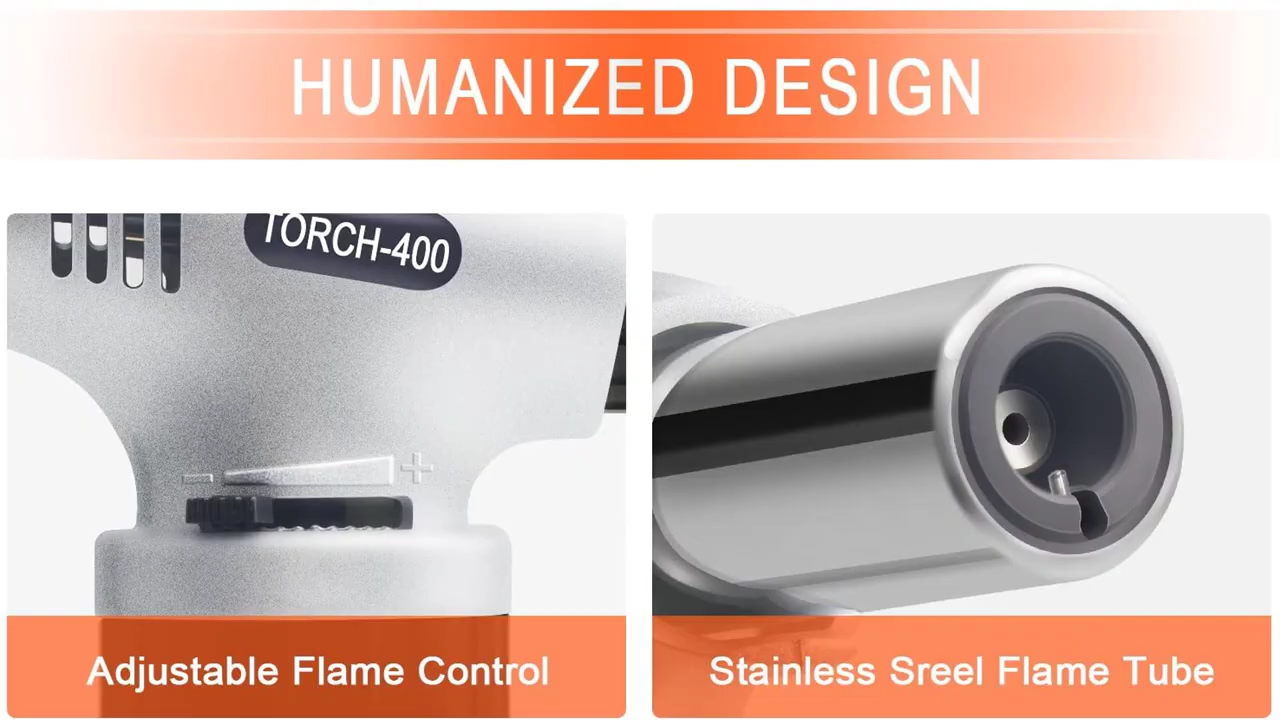 HUMANIZED DESIGN
TORCH-400
Adjustable Flame Control
Stainless Sreel Flame Tube